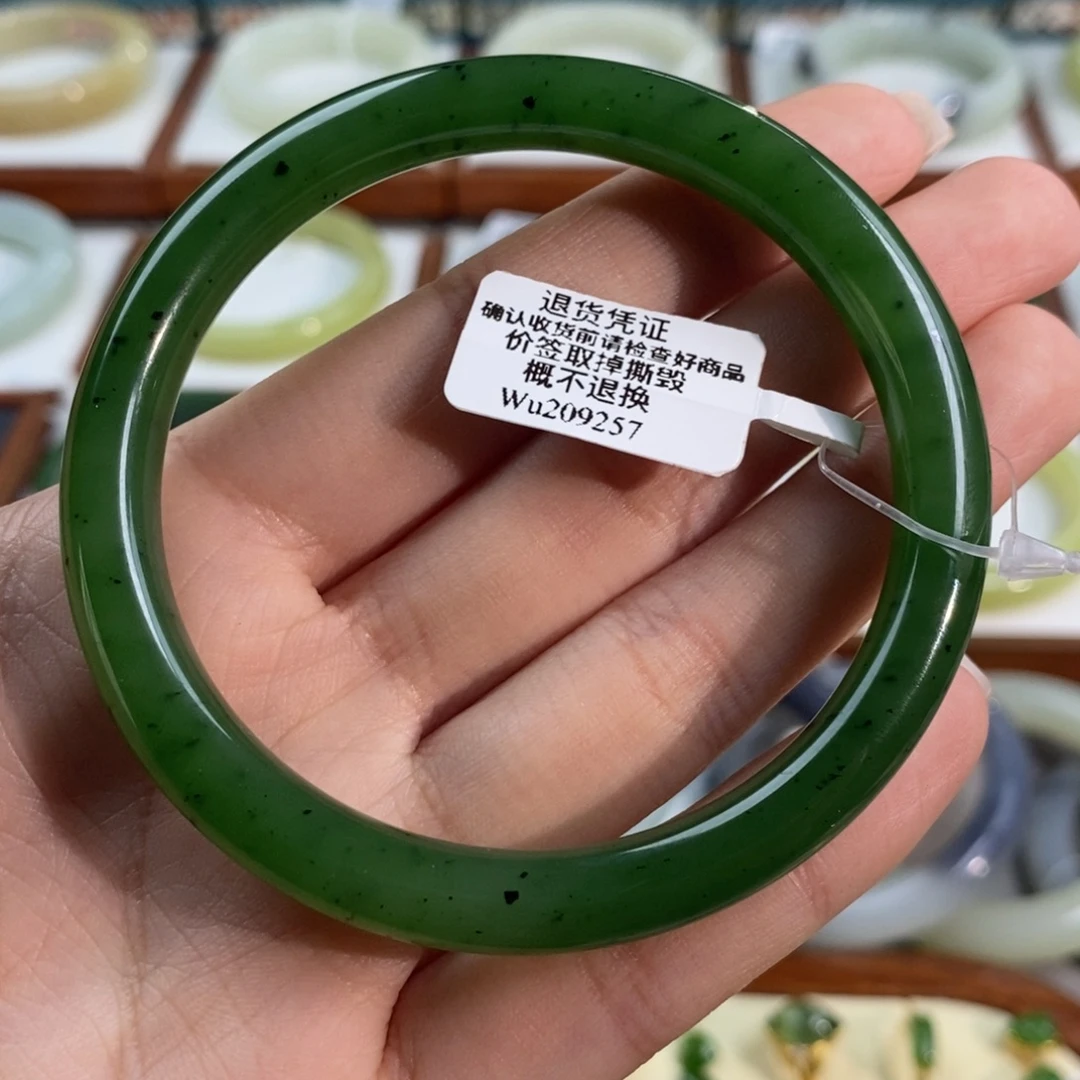 退货凭证
确认收货前请检查好商品
价签取掉撕毁
概不退换
Wu209257